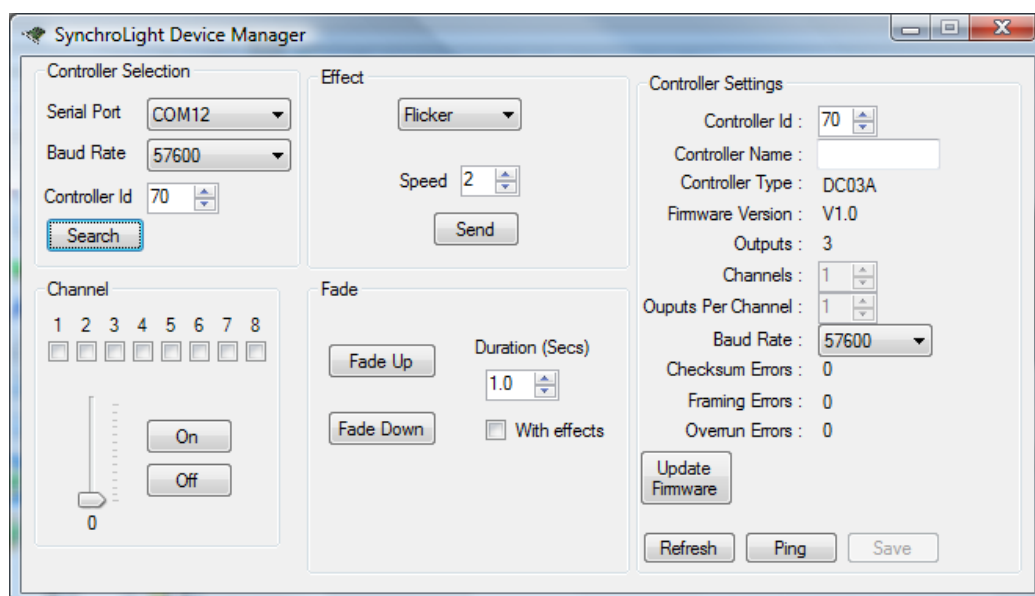 SynchroLight Device Manager
Controller Selection
Serial Port COM12
Baud Rate 57600
Controller Id 70
Search
Effect
Flicker
Speed 2
Send
Channel
1 2 3 4 5 6 7 8
On
Off
0
Fade
Fade Up
Duration (Secs)
1.0
Fade Down
With effects
Controller Settings
Controller Id : 70
Controller Name :
Controller Type : DC03A
Firmware Version : V1.0
Outputs : 3
Channels : 1
Ouputs Per Channel : 1
Baud Rate : 57600
Checksum Errors : 0
Framing Errors : 0
Overrun Errors : 0
Update
Firmware
Refresh Ping Save